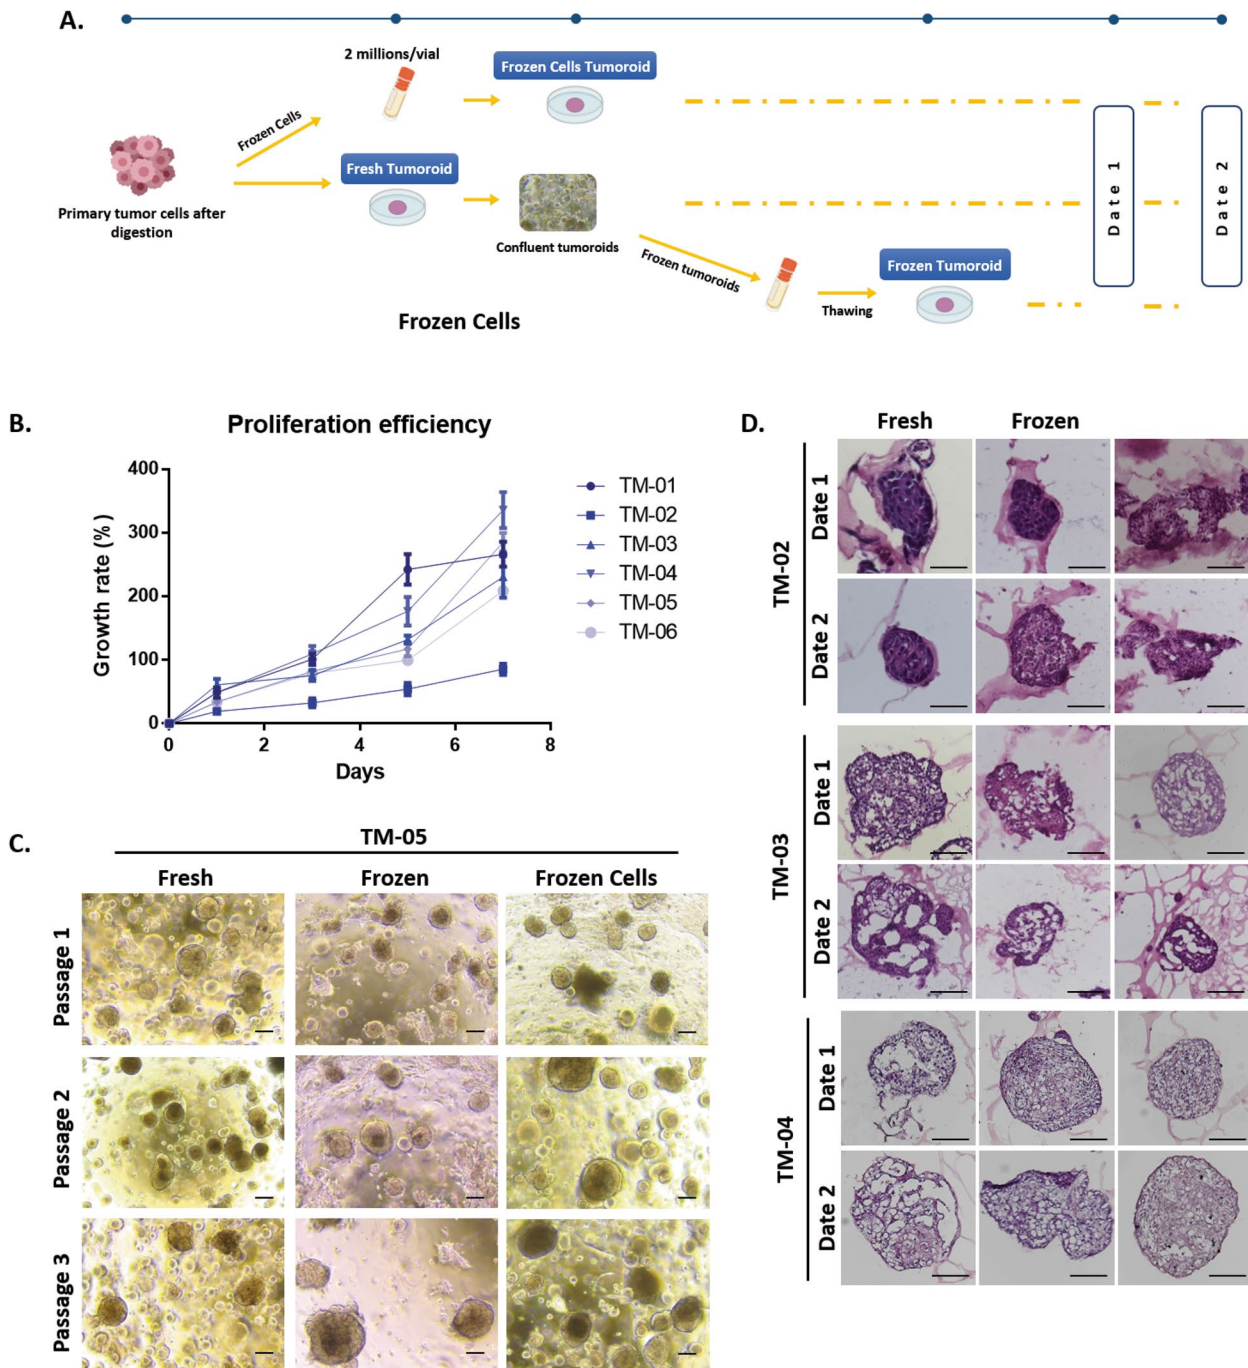 A.
2 millions/vial
Frozen Cells Tumoroid
Frozen Cells
Fresh Tumoroid
Primary tumor cells after
digestion
Confluent tumoroids
Frozen tumoroids
Frozen Tumoroid
Thawing
Date 1
Date 2
Frozen Cells
B.
Proliferation efficiency
Growth rate (%)
400
300
200
100
0
0
2
4
6
8
Days
TM-01
TM-02
TM-03
TM-04
TM-05
TM-06
C.
TM-05
Fresh
Frozen
Frozen Cells
Passage 1
Passage 2
Passage 3
D.
Fresh
Frozen
TM-02
Date 1
Date 2
TM-03
Date 1
Date 2
TM-04
Date 1
Date 2